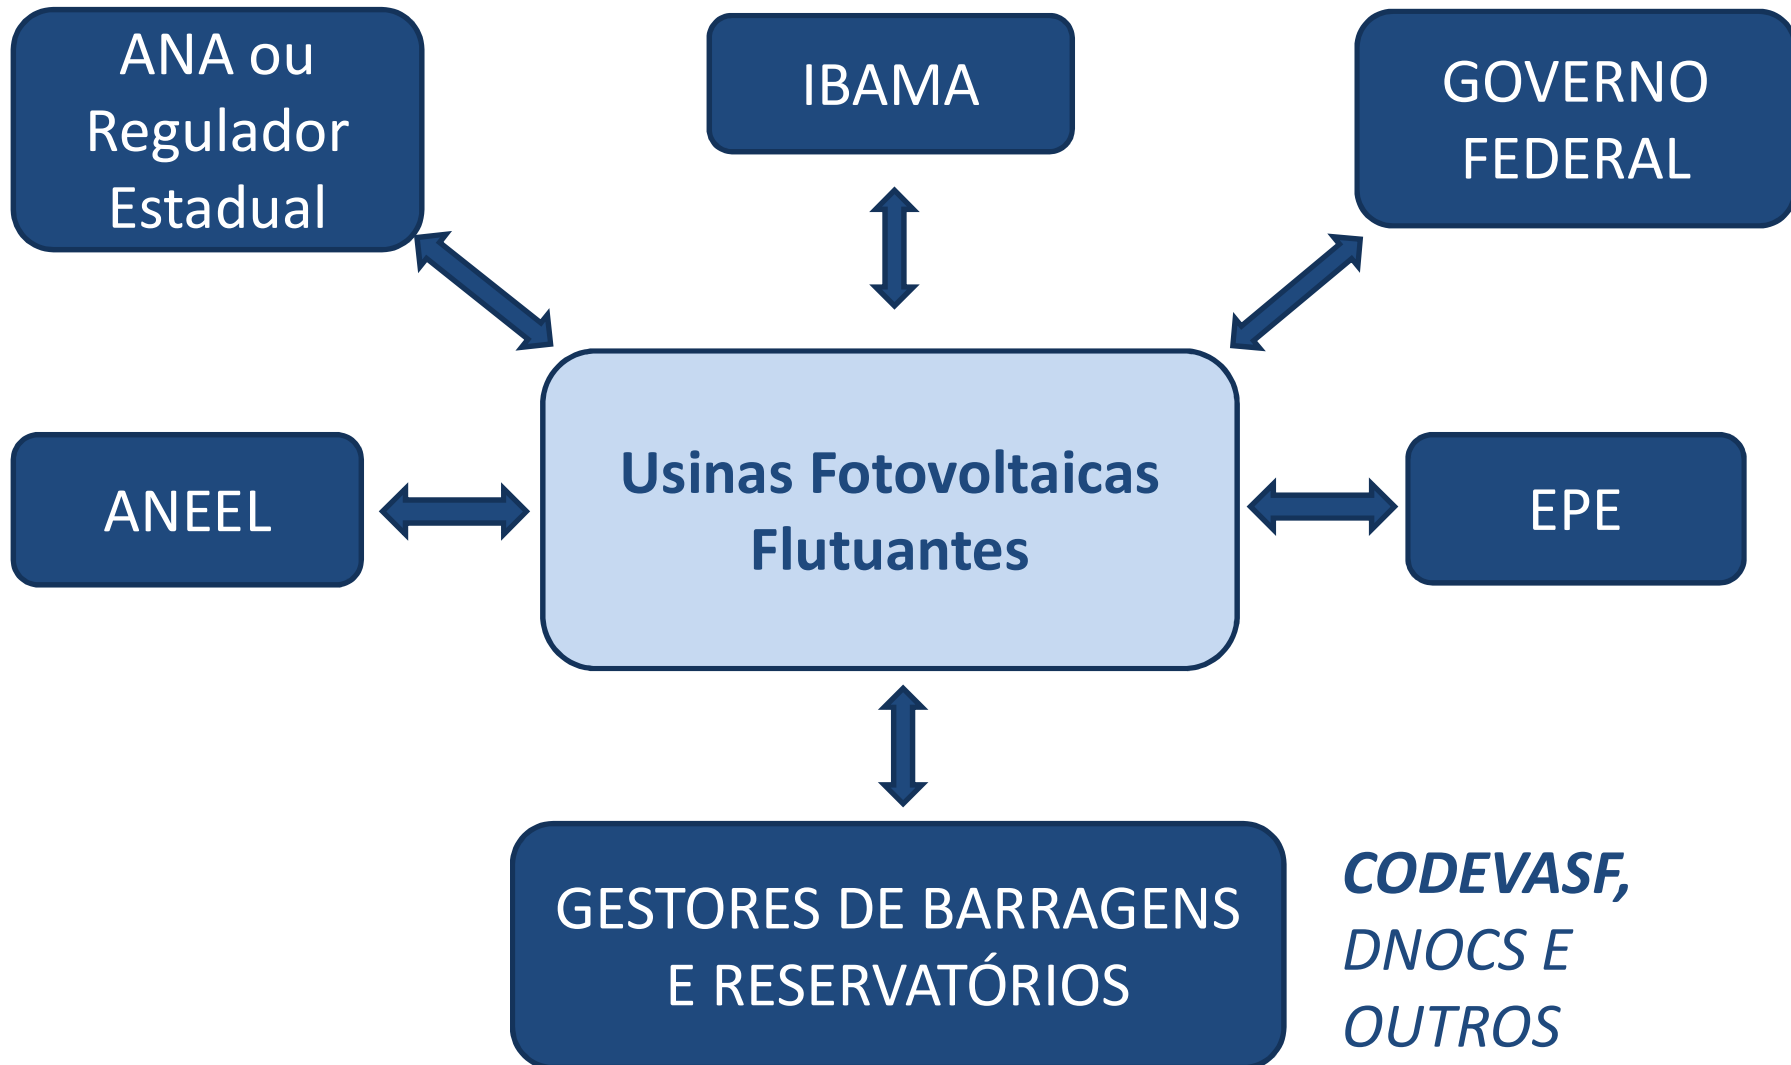 ANA ou
Regulador
Estadual
IBAMA
GOVERNO
FEDERAL
ANEEL
Usinas Fotovoltaicas
Flutuantes
EPE
GESTORES DE BARRAGENS
E RESERVATÓRIOS
CODEVASF,
DNOCS E
OUTROS